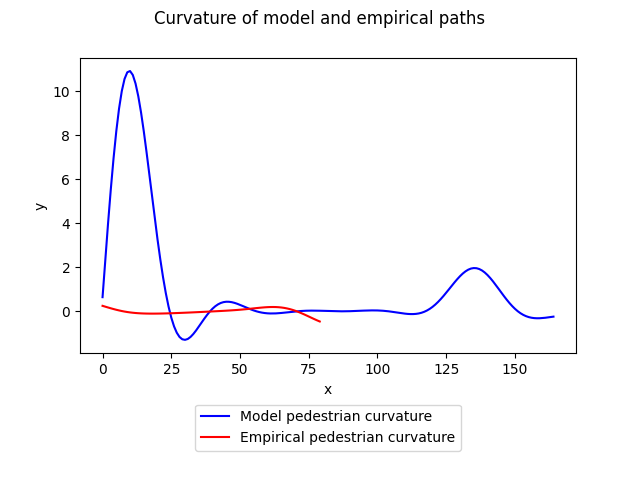 Curvature of model and empirical paths
10
8
6
4
2
0
y
0 25 50 75 100 125 150
x
Model pedestrian curvature
Empirical pedestrian curvature